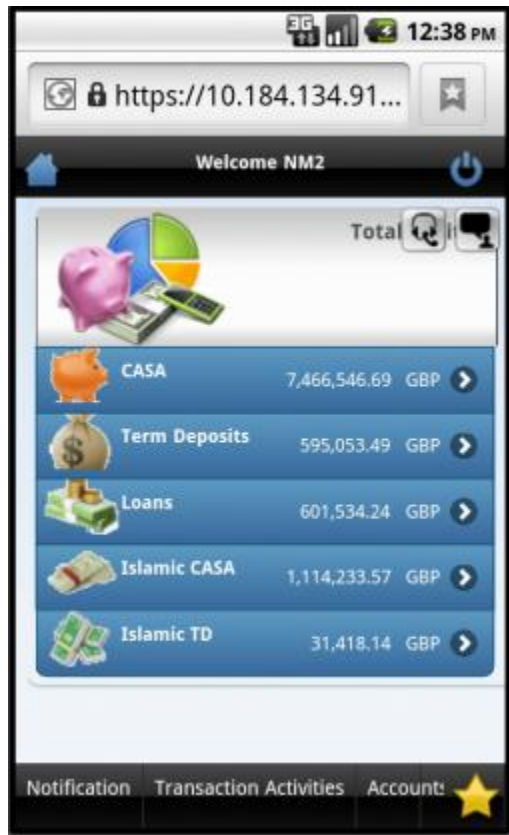 3G 12:38 PM
https://10.184.134.91...
Welcome NM2
Total
CASA 7,466,546.69 GBP
Term Deposits 595,053.49 GBP
Loans 601,534.24 GBP
Islamic CASA 1,114,233.57 GBP
Islamic TD 31,418.14 GBP
Notification Transaction Activities Accounts